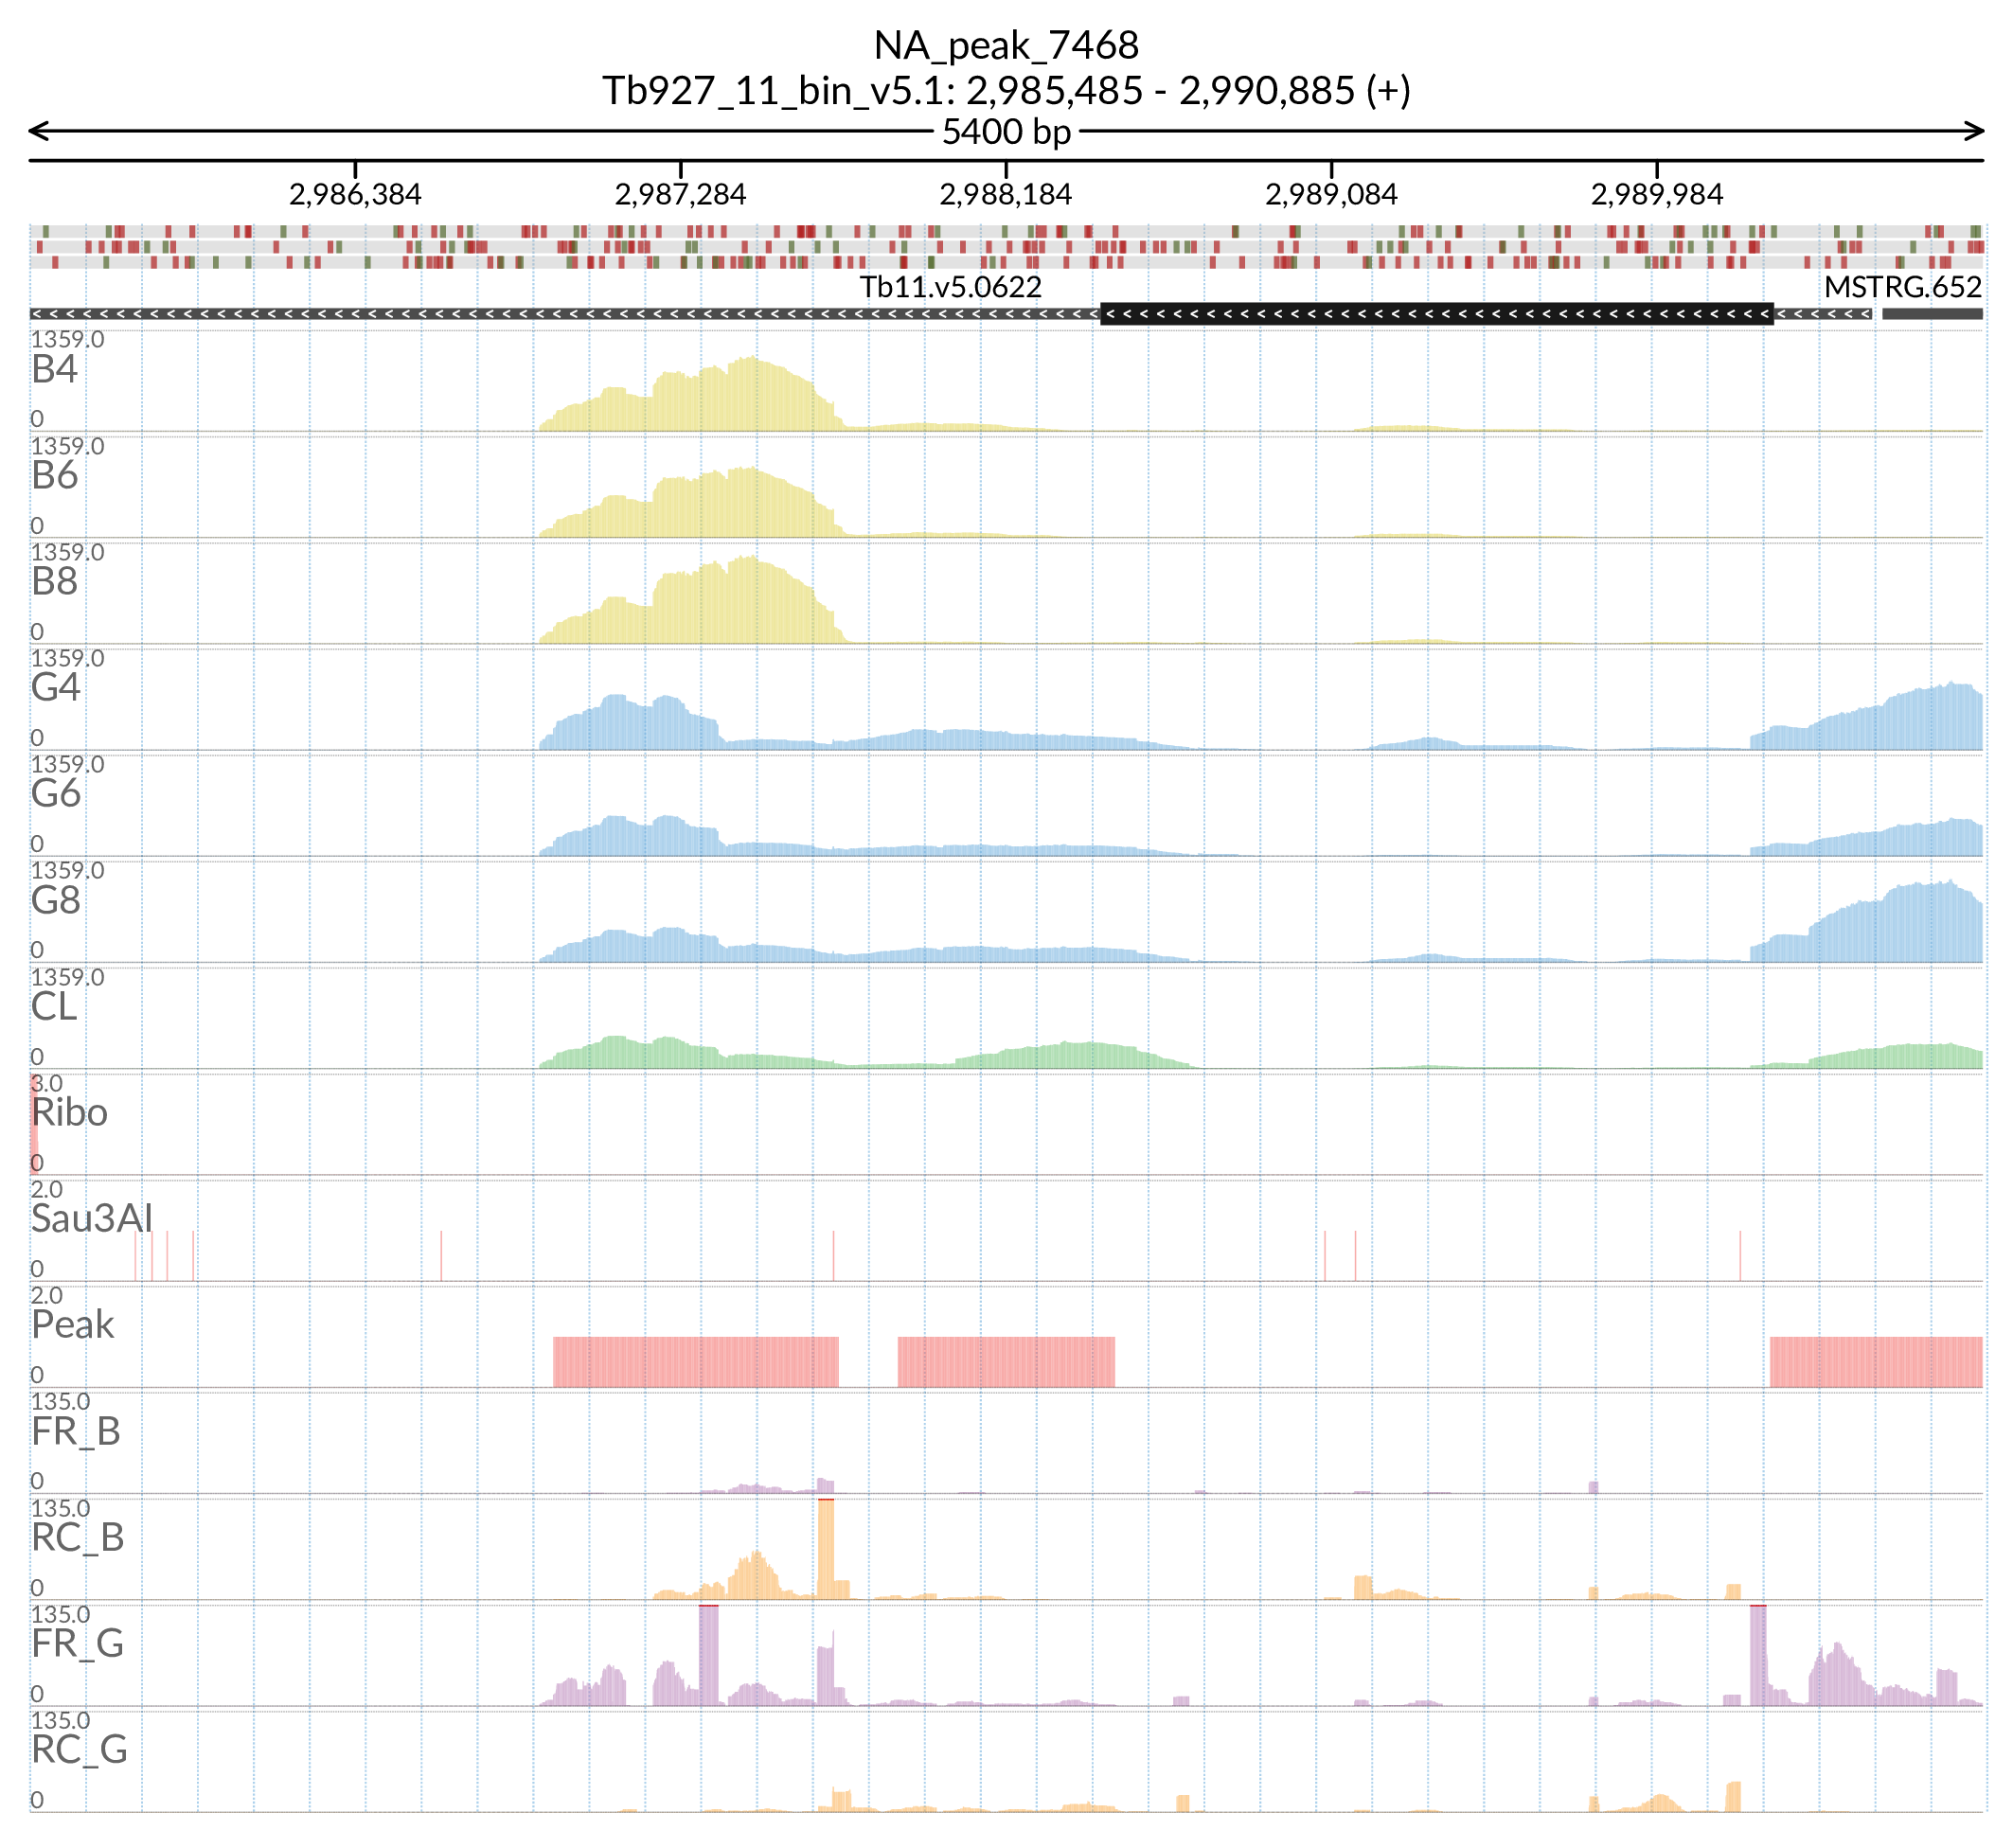 NA_peak_7468
Tb927_11_bin_v5.1: 2,985,485 - 2,990,885 (+)
5400 bp
2,986,384 2,987,284 2,988,184 2,989,084 2,989,984
Tb11.v5.0622 MSTRG.652
1359.0
B4
0
1359.0
B6
0
1359.0
B8
0
1359.0
G4
0
1359.0
G6
0
1359.0
G8
0
1359.0
CL
0
3.0
Ribo
0
2.0
Sau3AI
0
2.0
Peak
0
135.0
FR_B
0
135.0
RC_B
0
135.0
FR_G
0
135.0
RC_G
0